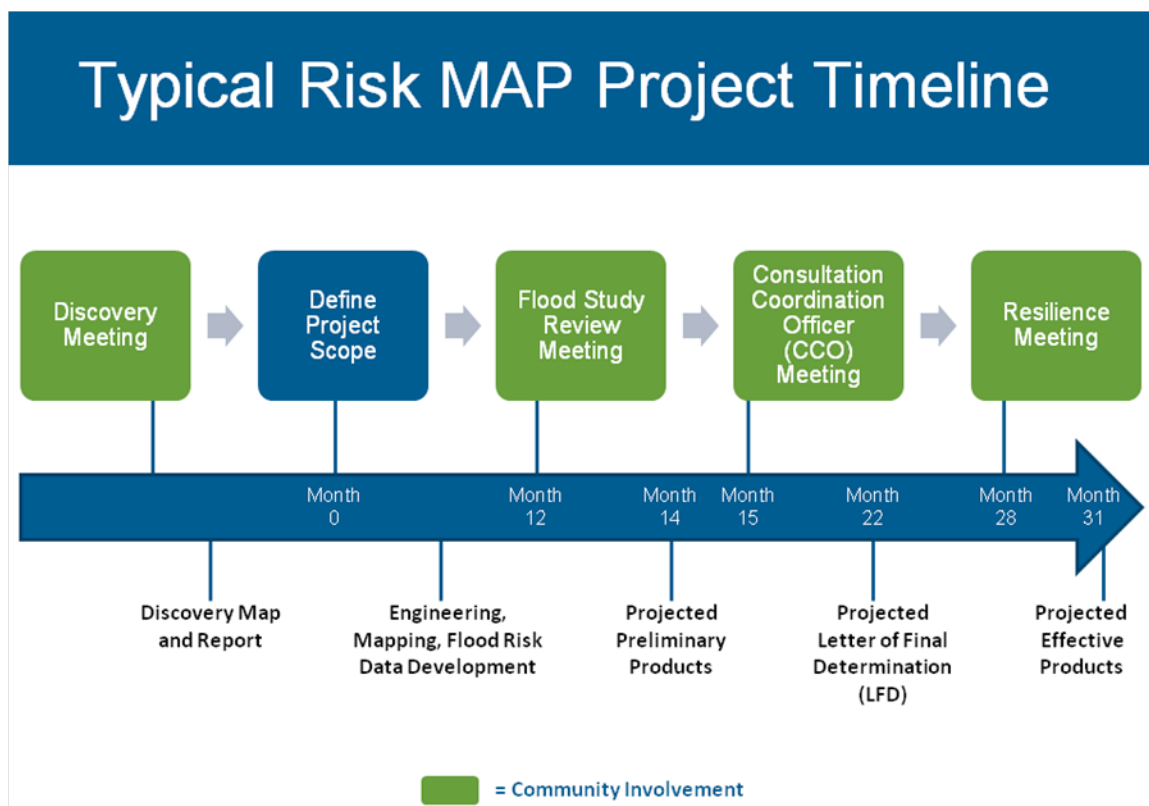 Typical Risk MAP Project Timeline
Discovery
Meeting
Define
Project
Scope
Flood Study
Review
Meeting
Consultation
Coordination
Officer
(CCO)
Meeting
Resilience
Meeting
Month
0
Month
12
Month
14
Month
15
Month
22
Month
28
Month
31
Discovery Map
and Report
Engineering,
Mapping, Flood Risk
Data Development
Projected
Preliminary
Products
Projected
Letter of Final
Determination
(LFD)
Projected
Effective
Products
= Community Involvement